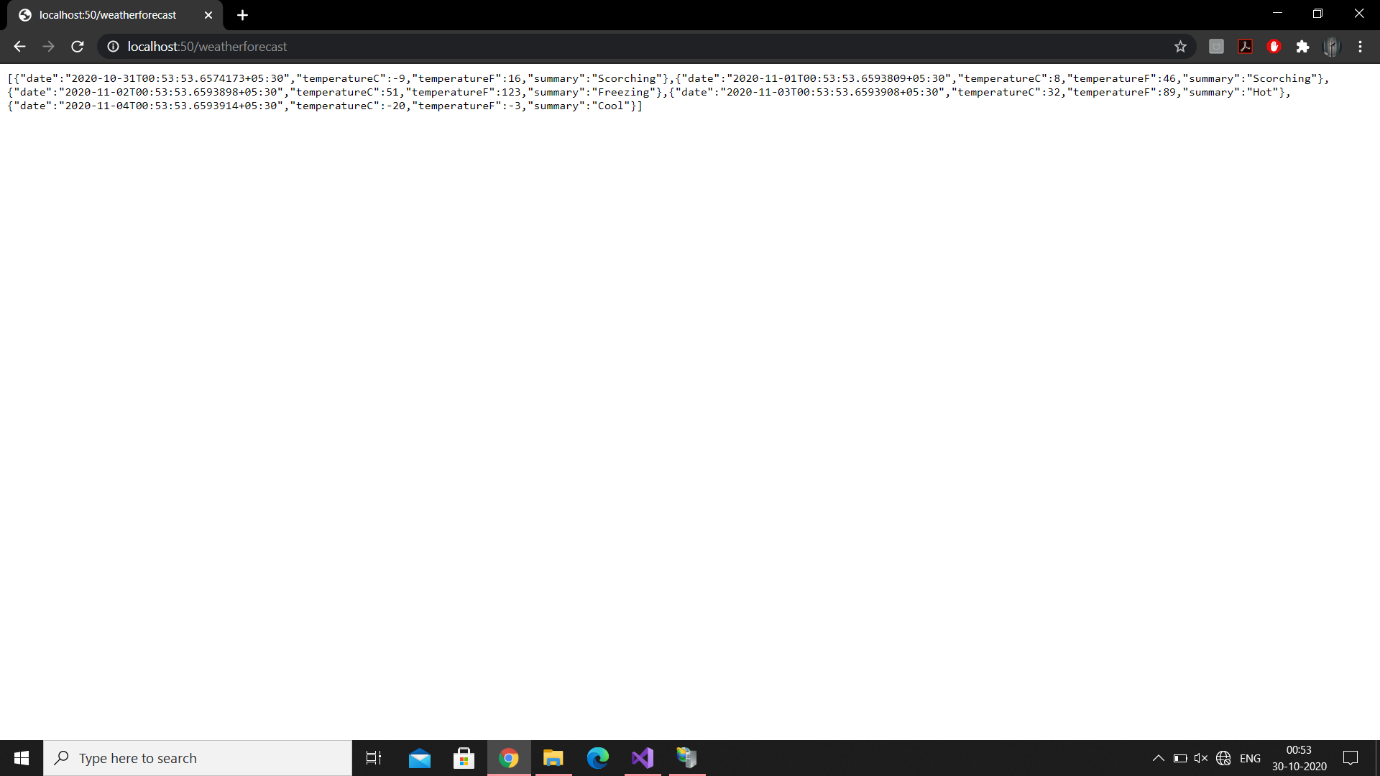 localhost:50/weatherforecast
localhost:50/weatherforecast
[{"date":"2020-10-31T00:53:53.6574173+05:30","temperatureC":-9,"temperatureF":16,"summary":"Scorching"},{"date":"2020-11-01T00:53:53.6593809+05:30","temperatureC":8,"temperatureF":46,"summary":"Scorching"},
{"date":"2020-11-02T00:53:53.6593898+05:30","temperatureC":51,"temperatureF":123,"summary":"Freezing"},{"date":"2020-11-03T00:53:53.6593908+05:30","temperatureC":32,"temperatureF":89,"summary":"Hot"},
{"date":"2020-11-04T00:53:53.6593914+05:30","temperatureC":-20,"temperatureF":-3,"summary":"Cool"}]
Type here to search
ENG
00:53
30-10-2020